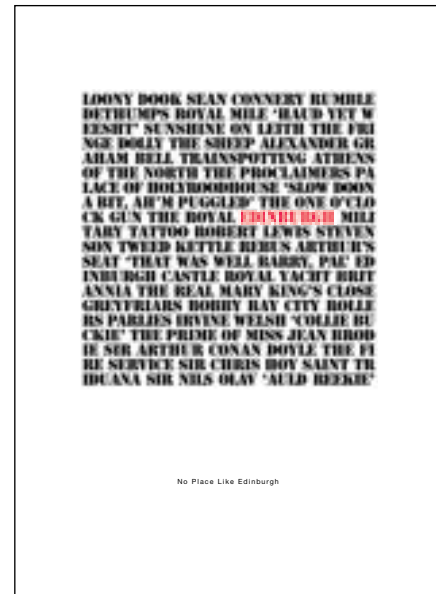 LOONY DOOK SEAN CONNERY RUMBLE
DETHUMPS ROYAL MILE 'HAUD YET W
EESHT' SUNSHINE ON LEITH THE FRI
NGE DOLLY THE SHEEP ALEXANDER GR
AHAM BELL TRAINSPOTTING ATHENS
OF THE NORTH THE PROCLAIMERS PA
LACE OF HOLYROODHOUSE 'SLOW DOON
A BIT, AH'M PUGGLED' THE ONE O'CLO
CK GUN THE ROYAL EDINBURGH MILI
TARY TATTOO ROBERT LEWIS STEVEN
SON TWEED KETTLE REBUS ARTHUR'S
SEAT 'THAT WAS WELL BARRY, PAL' ED
INBURGH CASTLE ROYAL YACHT BRIT
ANNIA THE REAL MARY KING'S CLOSE
GREYFRIARS BOBBY BAY CITY ROLLE
RS PARLIES IRVINE WELSH 'COLLIE BU
CKIE' THE PRIME OF MISS JEAN BROD
IE SIR ARTHUR CONAN DOYLE THE FI
RE SERVICE SIR CHRIS HOY SAINT TR
IDUANA SIR NILS OLAV 'AULD REEKIE'
No Place Like Edinburgh